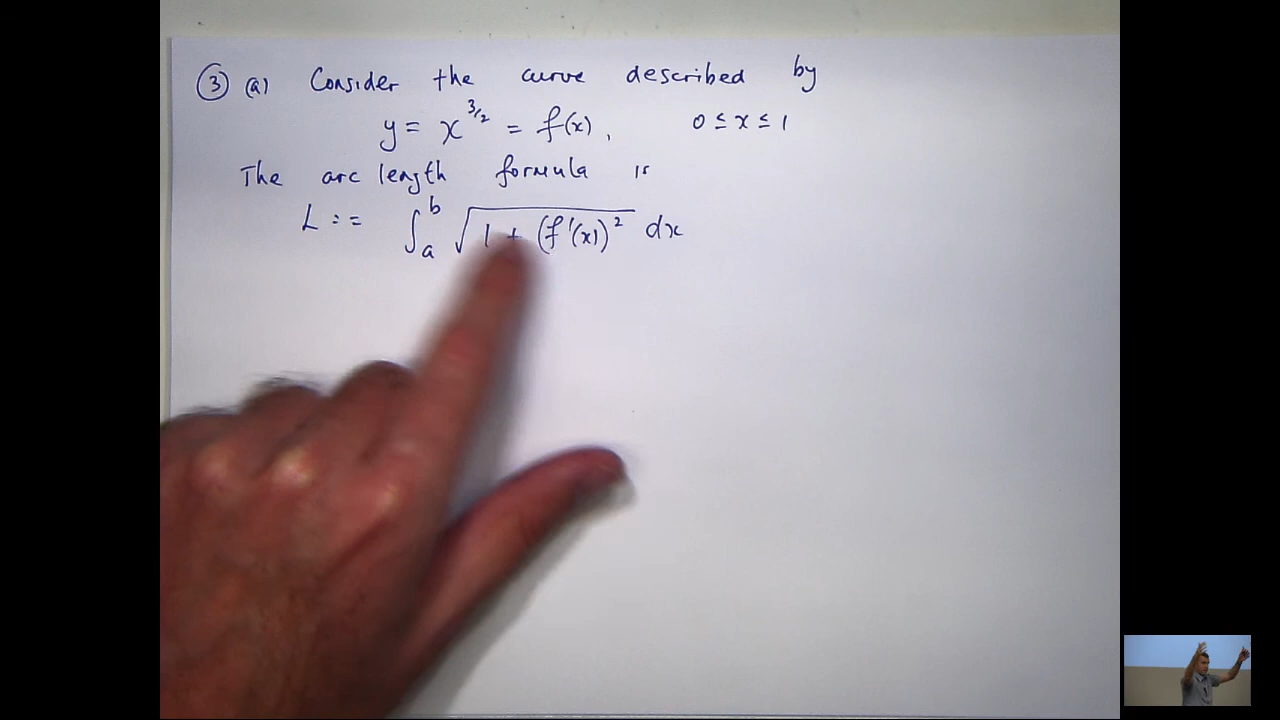 ③ (a) Consider the curve described by
y = x^{3/2} = f(x), 0 ≤ x ≤ 1
The arc length formula is
L := ∫_a^b √(1 + (f'(x))^2) dx